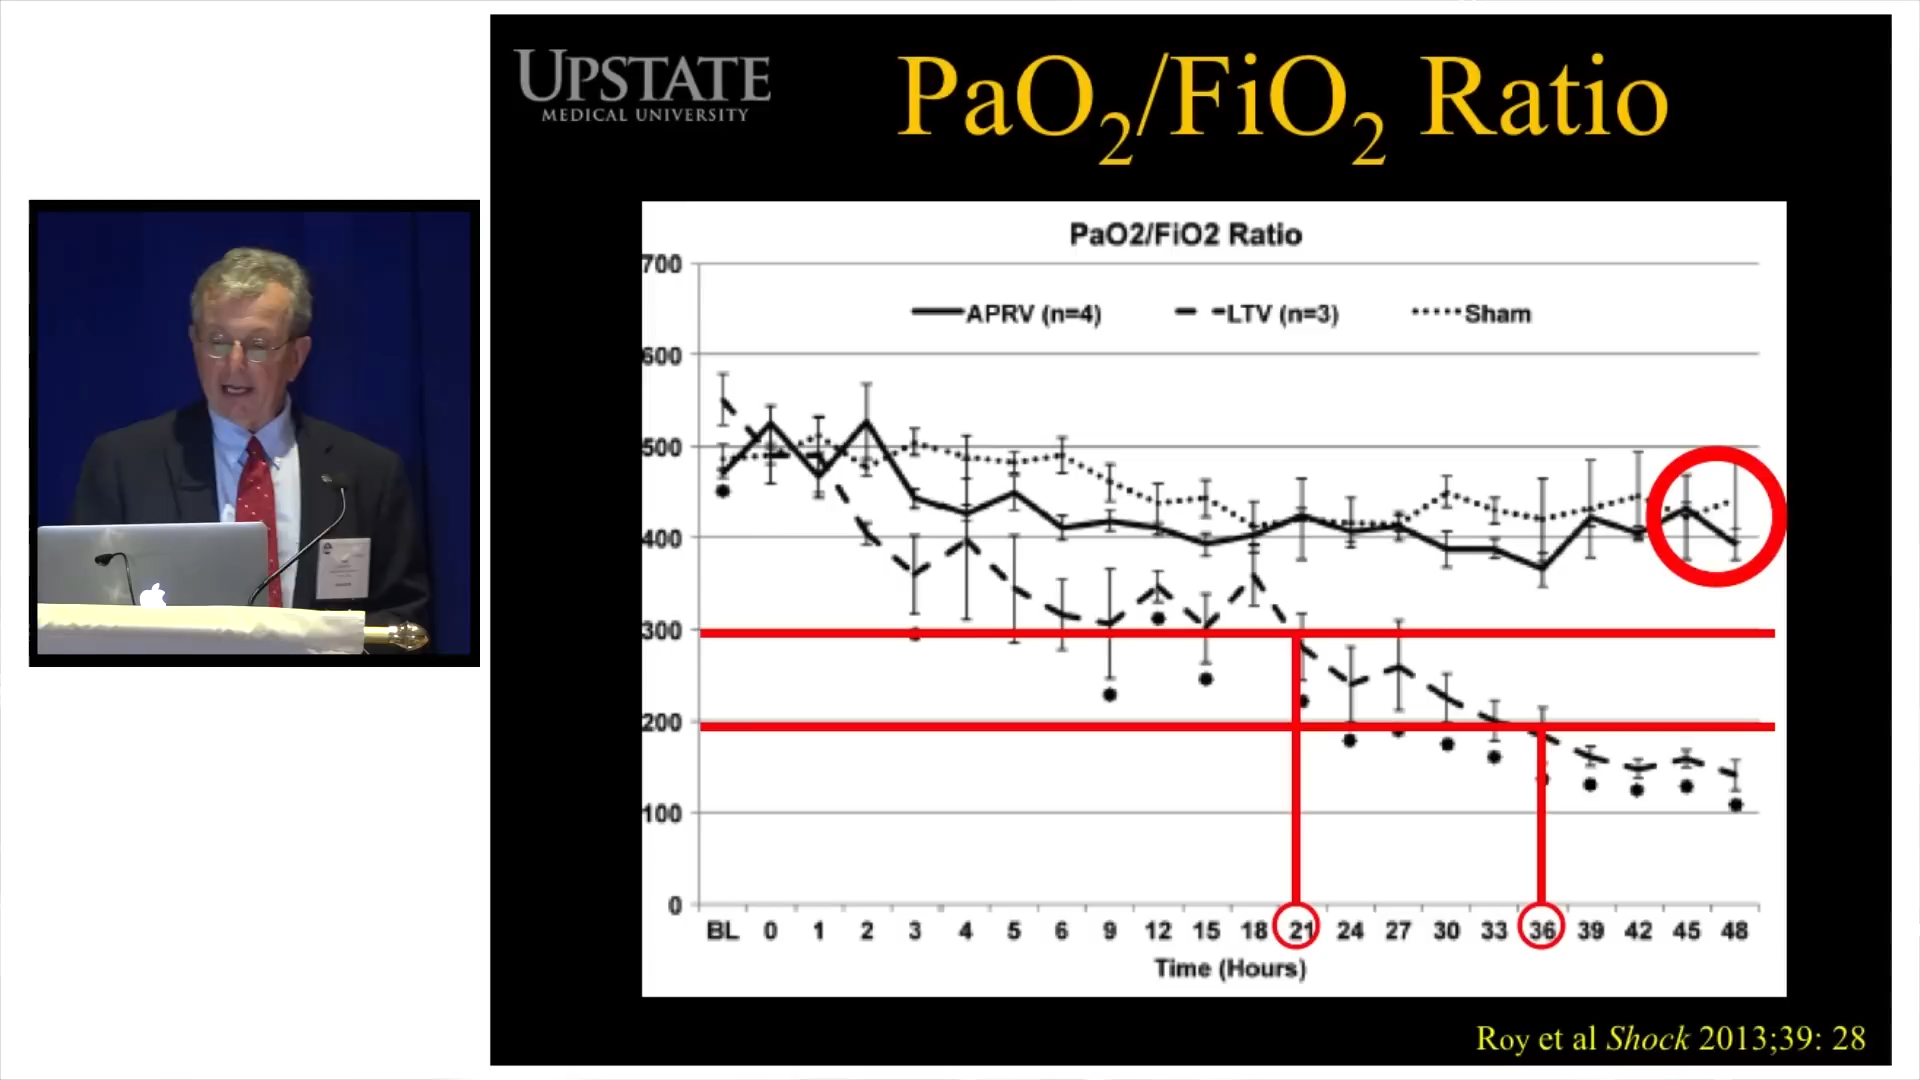 UPSTATE
MEDICAL UNIVERSITY
PaO2/FiO2 Ratio
PaO2/FiO2 Ratio
APRV (n=4) LTV (n=3) Sham
700
600
500
400
300
200
100
0
BL 0 1 2 3 4 5 6 9 12 15 18 21 24 27 30 33 36 39 42 45 48
Time (Hours)
Roy et al Shock 2013;39: 28